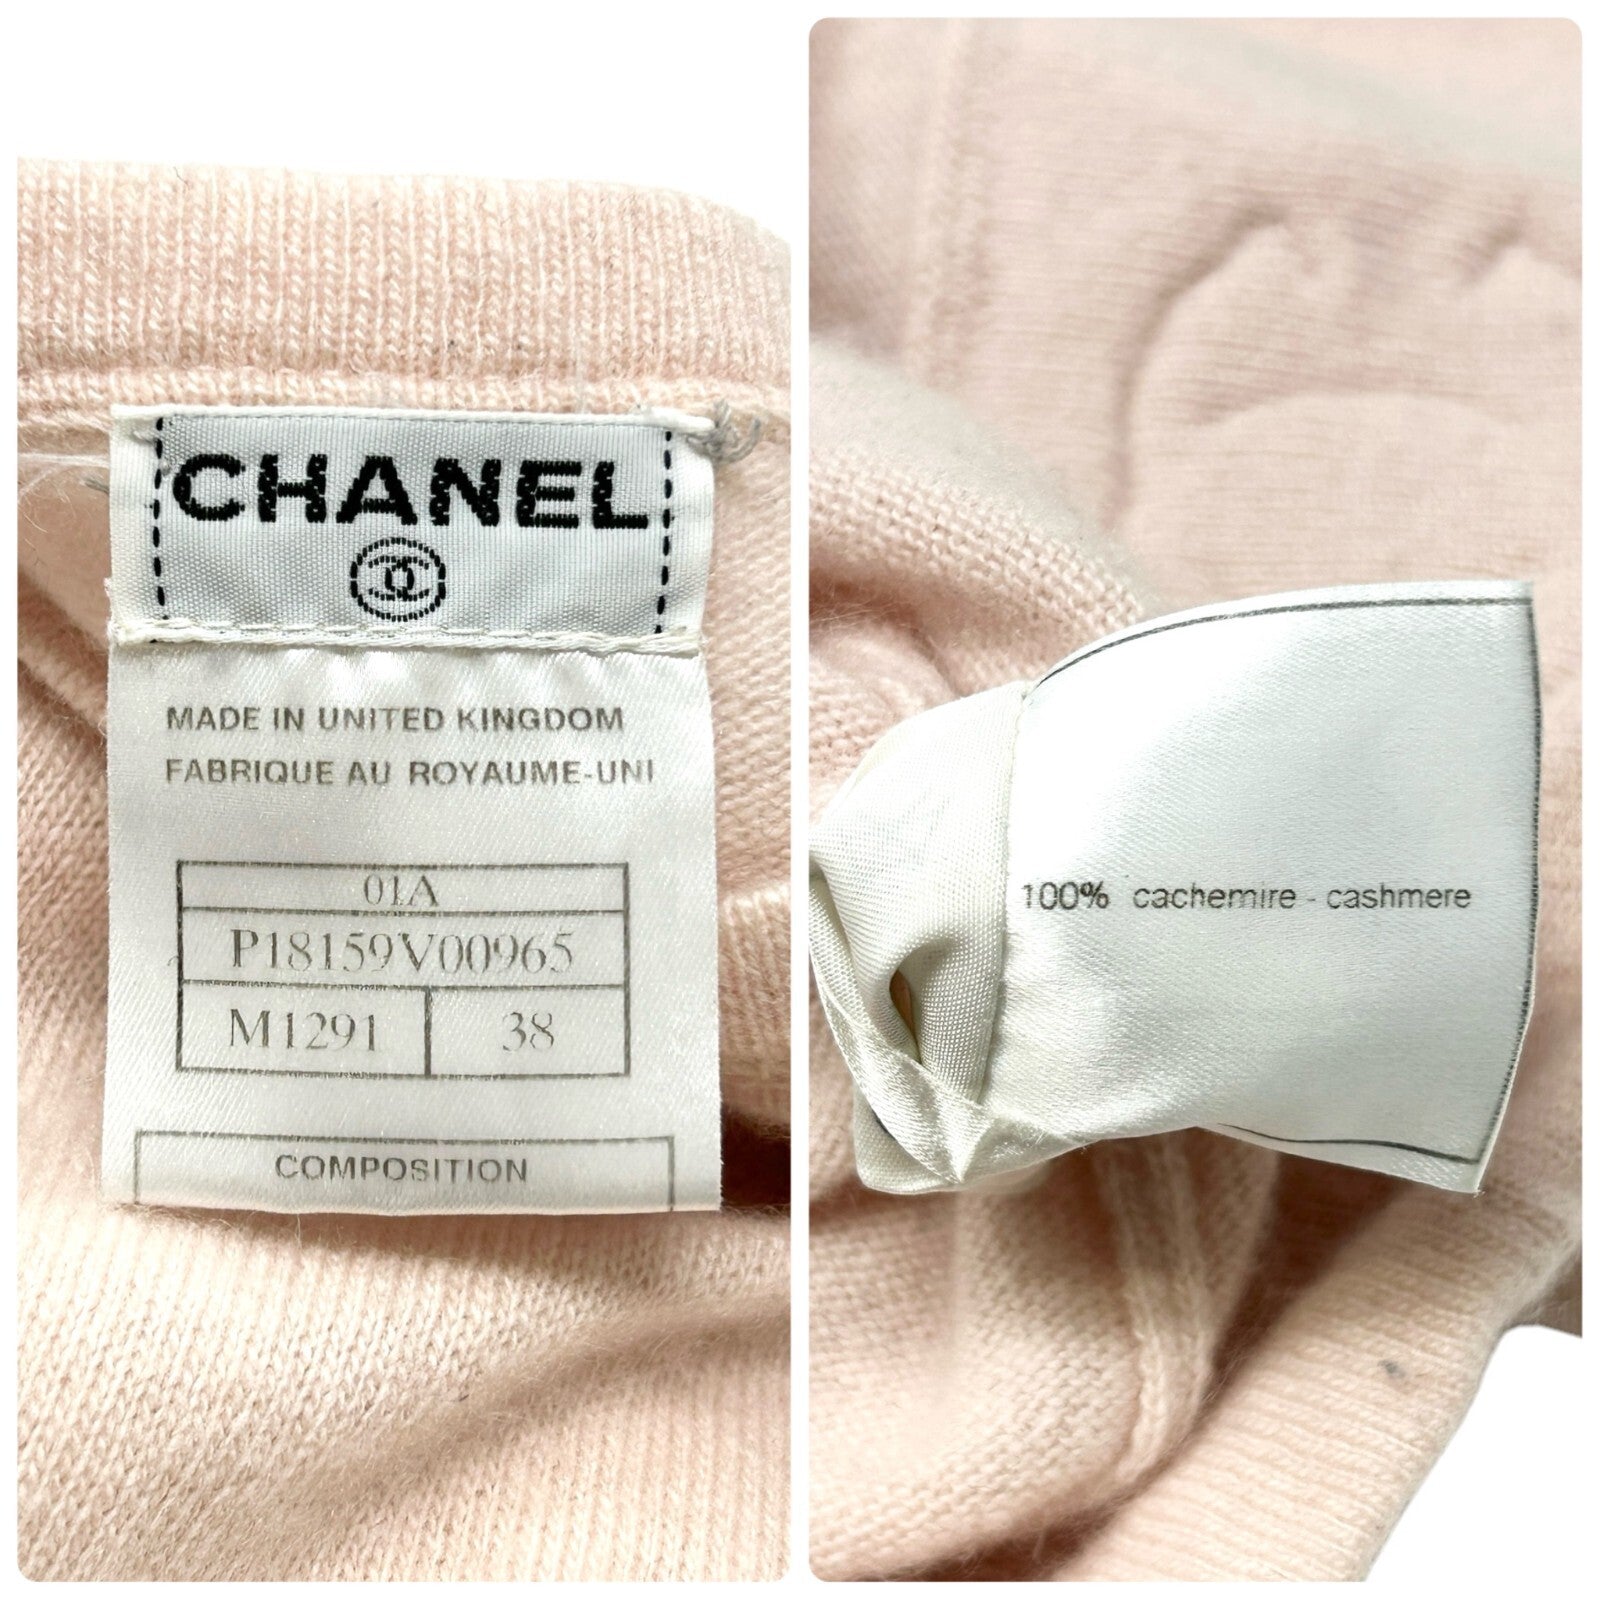 CHANEL
MADE IN UNITED KINGDOM
FABRIQUE AU ROYAUME-UNI
01A
P18159V00965
M1291 38
COMPOSITION
100% cachemire - cashmere